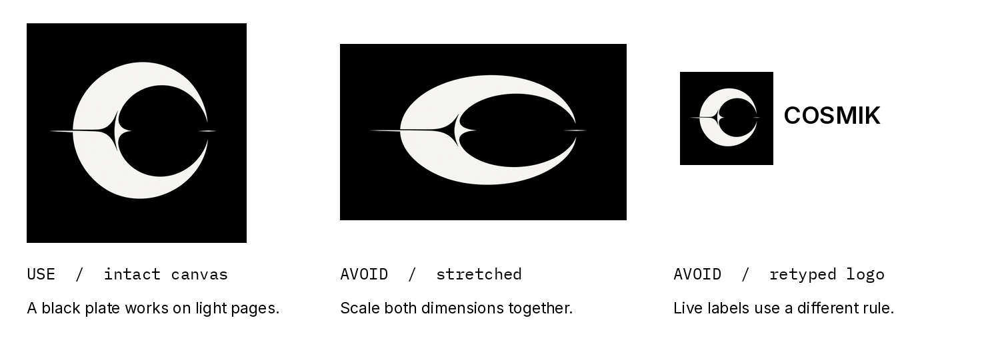 COSMIK
USE / intact canvas
A black plate works on light pages.
AVOID / stretched
Scale both dimensions together.
AVOID / retyped logo
Live labels use a different rule.